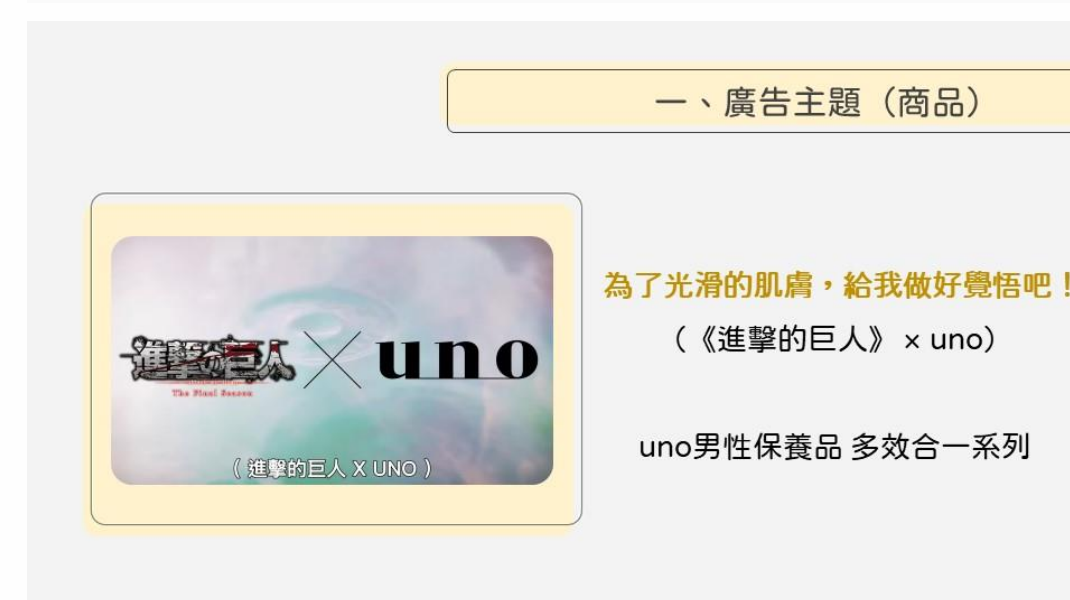 一、廣告主題（商品）
進撃の巨人
The Final Season
uno
（ 進擊的巨人 X UNO ）
為了光滑的肌膚，給我做好覺悟吧！
（《進擊的巨人》 × uno）
uno男性保養品 多效合一系列